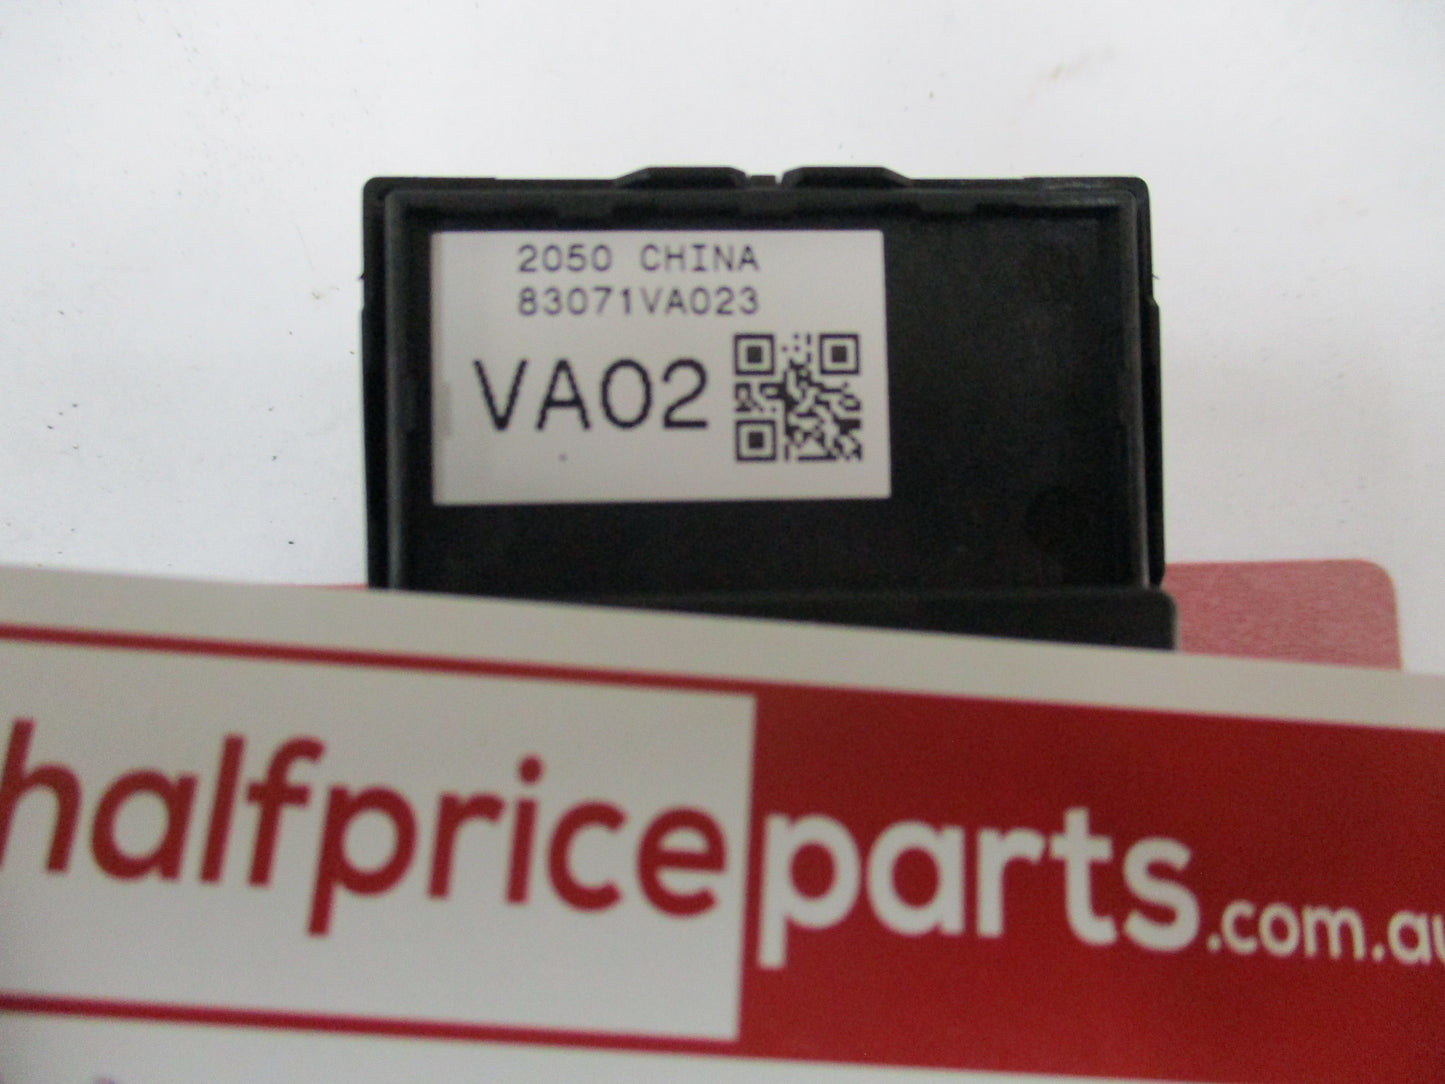 2050 CHINA
83071VA023
VA02
halfpriceparts.com.au